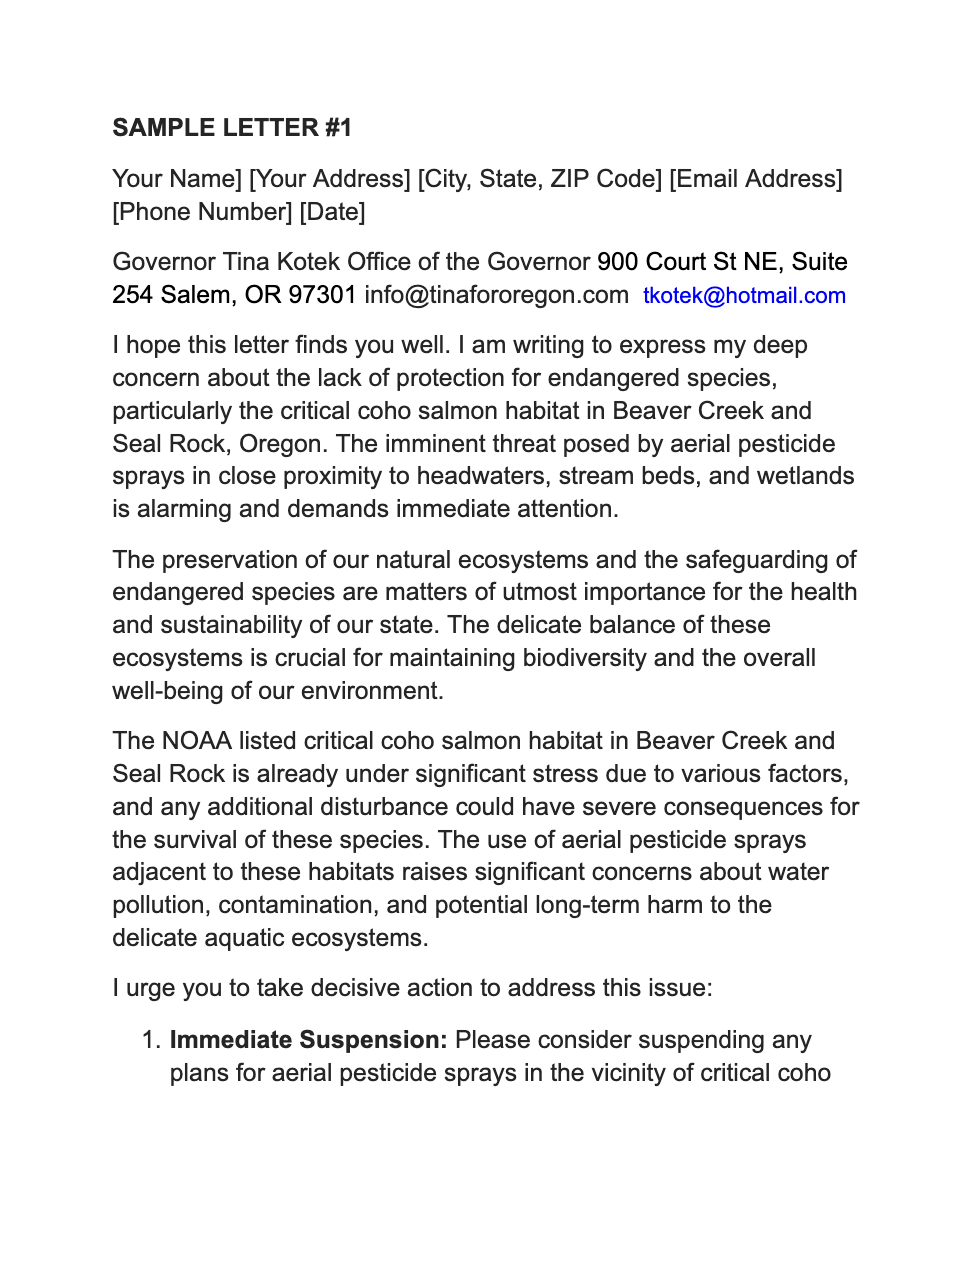 SAMPLE LETTER #1
Your Name] [Your Address] [City, State, ZIP Code] [Email Address]
[Phone Number] [Date]
Governor Tina Kotek Office of the Governor 900 Court St NE, Suite
254 Salem, OR 97301 info@tinafororegon.com tkotek@hotmail.com
I hope this letter finds you well. I am writing to express my deep
concern about the lack of protection for endangered species,
particularly the critical coho salmon habitat in Beaver Creek and
Seal Rock, Oregon. The imminent threat posed by aerial pesticide
sprays in close proximity to headwaters, stream beds, and wetlands
is alarming and demands immediate attention.
The preservation of our natural ecosystems and the safeguarding of
endangered species are matters of utmost importance for the health
and sustainability of our state. The delicate balance of these
ecosystems is crucial for maintaining biodiversity and the overall
well-being of our environment.
The NOAA listed critical coho salmon habitat in Beaver Creek and
Seal Rock is already under significant stress due to various factors,
and any additional disturbance could have severe consequences for
the survival of these species. The use of aerial pesticide sprays
adjacent to these habitats raises significant concerns about water
pollution, contamination, and potential long-term harm to the
delicate aquatic ecosystems.
I urge you to take decisive action to address this issue:
1. Immediate Suspension: Please consider suspending any
plans for aerial pesticide sprays in the vicinity of critical coho